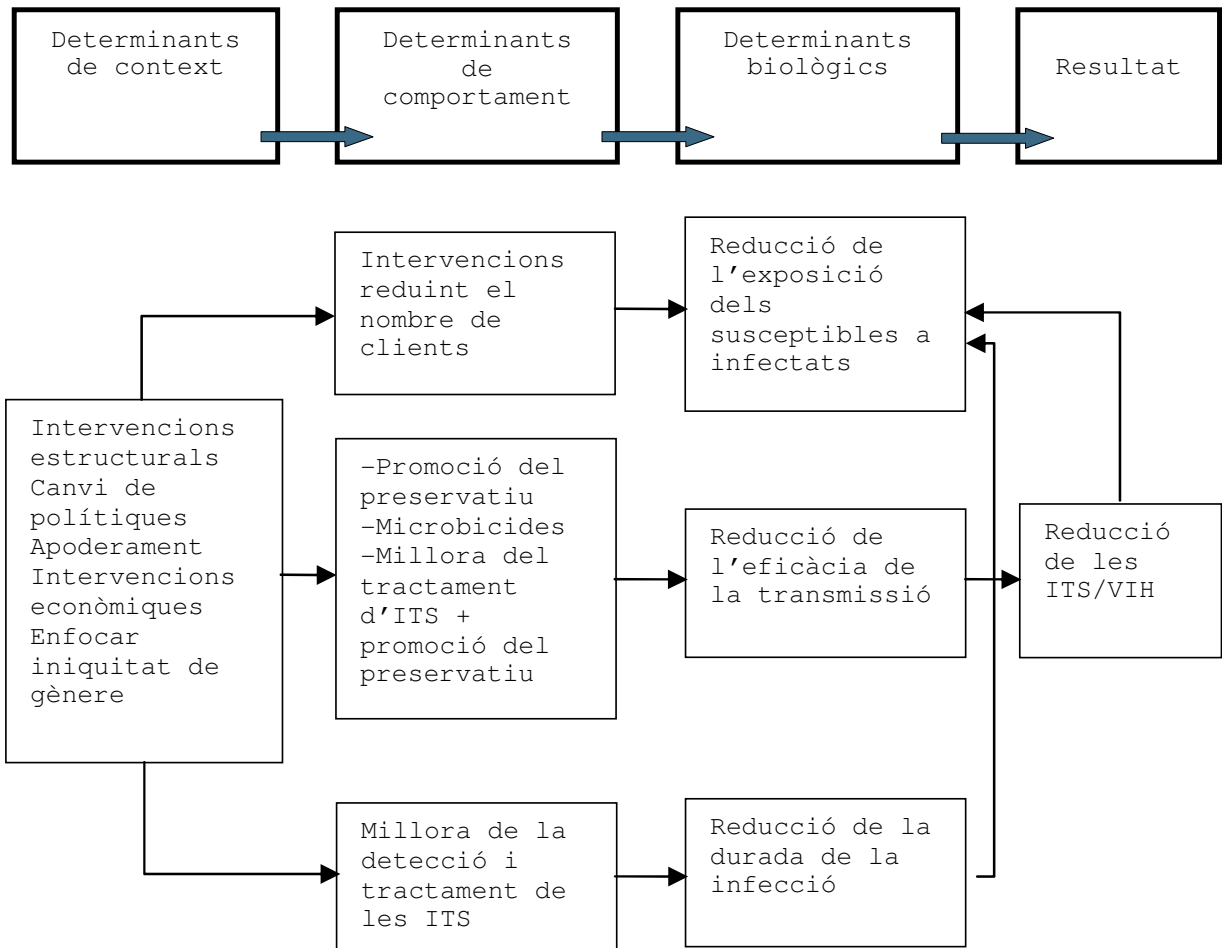 Determinants
de context
Determinants
de
comportament
Determinants
biològics
Resultat
Intervencions
reduint el
nombre de
clients
Reducció de
l'exposició
dels
susceptibles a
infectats
Intervencions
estructurals
Canvi de
polítiques
Apoderament
Intervencions
econòmiques
Enfocar
iniquitat de
gènere
-Promoció del
preservatiu
-Microbicides
-Millora del
tractament
d'ITS +
promoció del
preservatiu
Reducció de
l'eficàcia de
la transmissió
Reducció
de les
ITS/VIH
Millora de la
detecció i
tractament de
les ITS
Reducció de la
durada de la
infecció